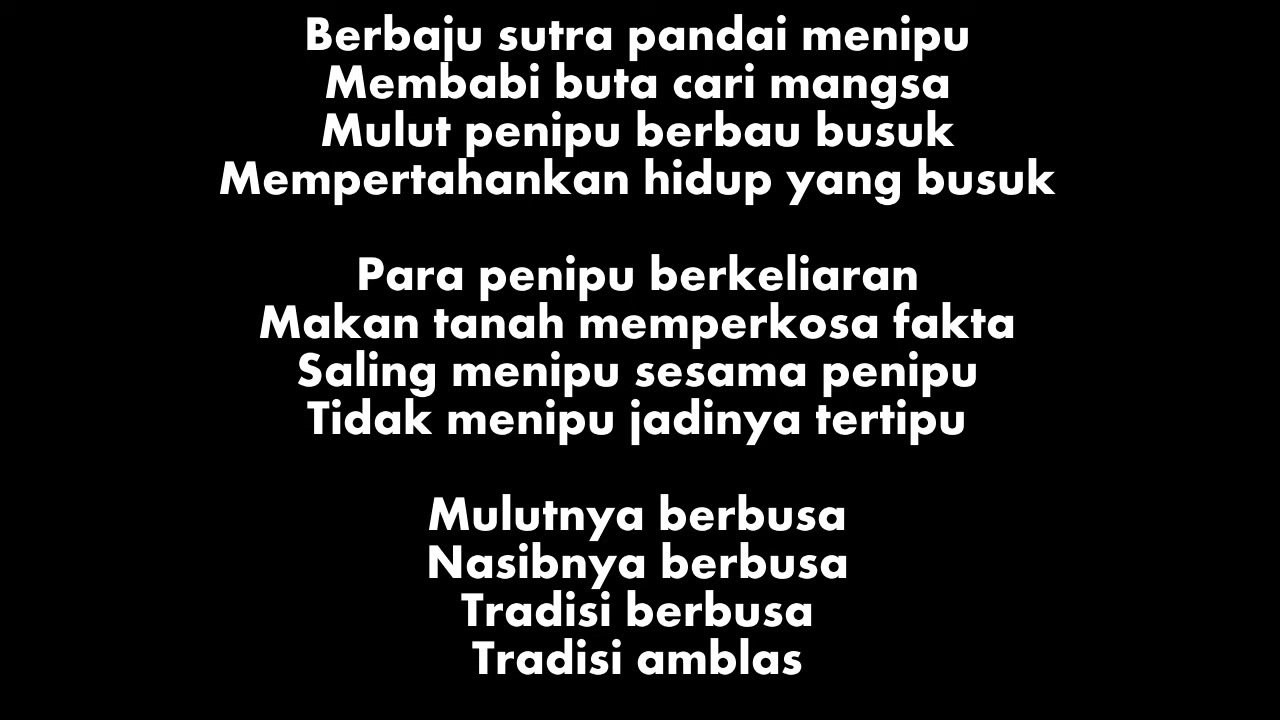 Berbaju sutra pandai menipu
Membabi buta cari mangsa
Mulut penipu berbau busuk
Mempertahankan hidup yang busuk
Para penipu berkeliaran
Makan tanah memperkosa fakta
Saling menipu sesama penipu
Tidak menipu jadinya tertipu
Mulutnya berbusa
Nasibnya berbusa
Tradisi berbusa
Tradisi amblas